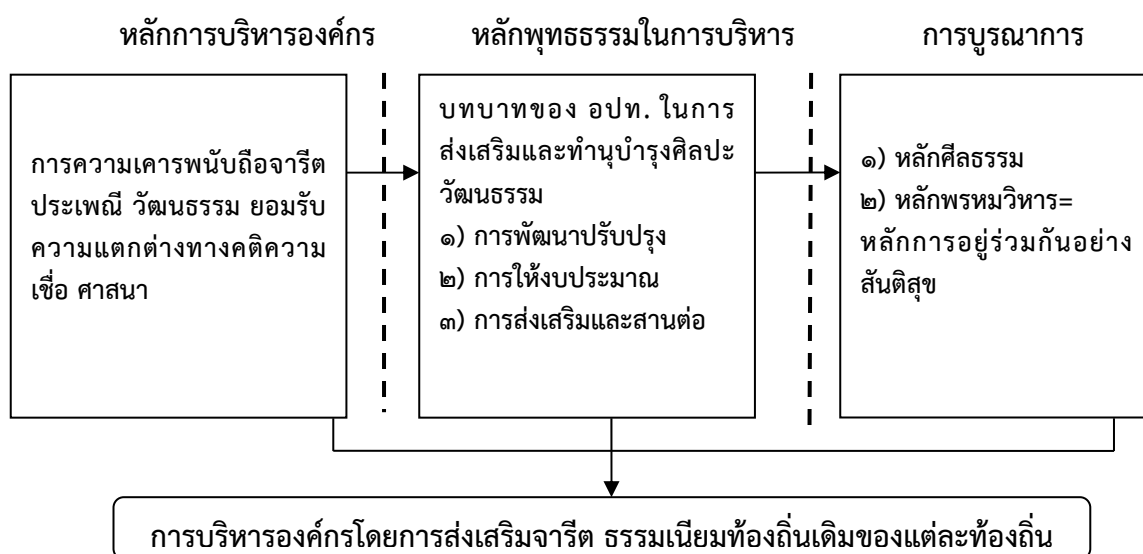 หลักการบริหารองค์กร
หลักพุทธธรรมในการบริหาร
การบูรณาการ
การความเคารพนับถือจารีต
ประเพณี วัฒนธรรม ยอมรับ
ความแตกต่างทางคติความ
เชื่อ ศาสนา
บทบาทของ อปท. ในการ
ส่งเสริมและทำนุบำรุงศิลปะ
วัฒนธรรม
๑) การพัฒนาปรับปรุง
๒) การให้งบประมาณ
๓) การส่งเสริมและสานต่อ
๑) หลักศีลธรรม
๒) หลักพรหมวิหาร=
หลักการอยู่ร่วมกันอย่าง
สันติสุข
การบริหารองค์กรโดยการส่งเสริมจารีต ธรรมเนียมท้องถิ่นเดิมของแต่ละท้องถิ่น